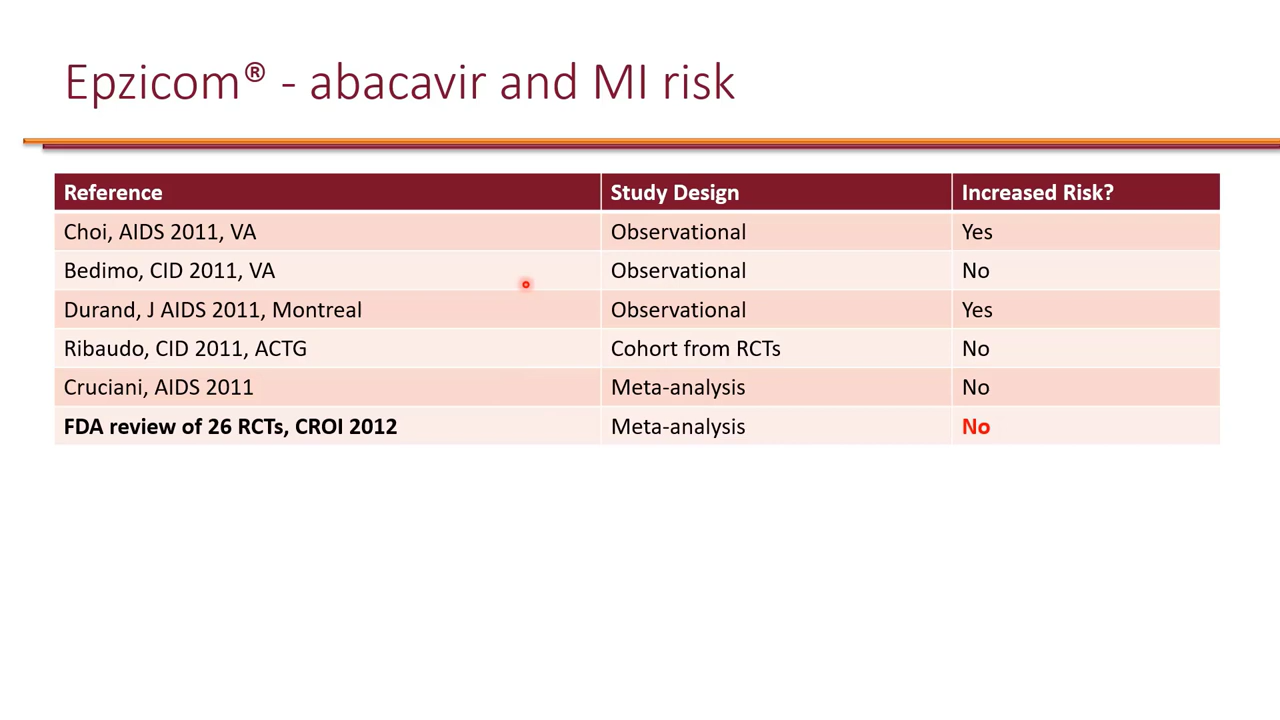 Epzicom® - abacavir and MI risk
Reference Study Design Increased Risk?
Choi, AIDS 2011, VA Observational Yes
Bedimo, CID 2011, VA Observational No
Durand, J AIDS 2011, Montreal Observational Yes
Ribaudo, CID 2011, ACTG Cohort from RCTs No
Cruciani, AIDS 2011 Meta-analysis No
FDA review of 26 RCTs, CROI 2012 Meta-analysis No